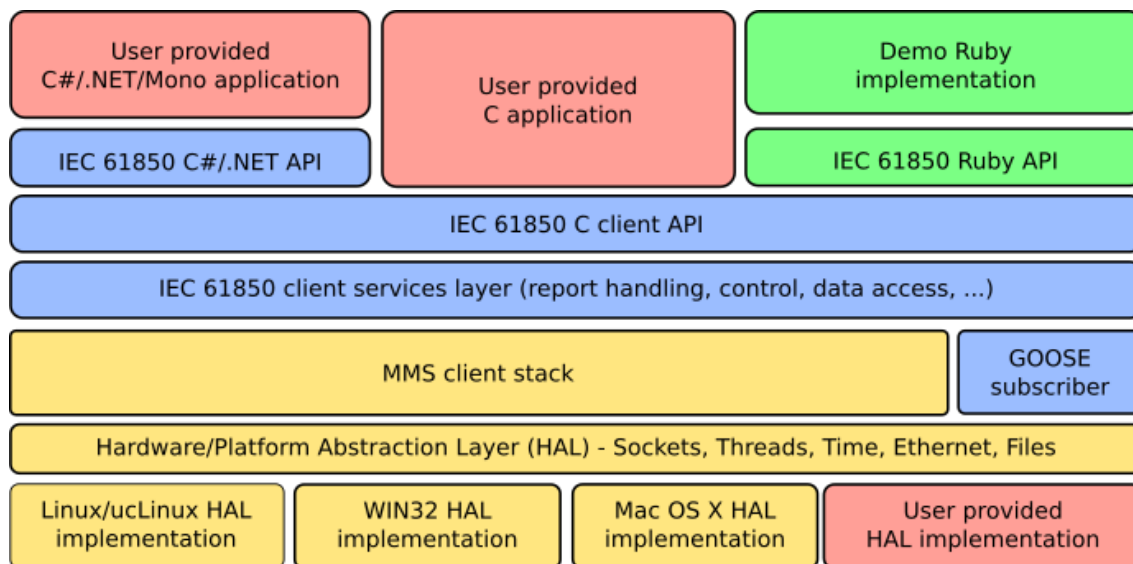 User provided
C#/.NET/Mono application
User provided
C application
Demo Ruby
implementation
IEC 61850 C#/.NET API
IEC 61850 Ruby API
IEC 61850 C client API
IEC 61850 client services layer (report handling, control, data access, ...)
MMS client stack
GOOSE
subscriber
Hardware/Platform Abstraction Layer (HAL) - Sockets, Threads, Time, Ethernet, Files
Linux/ucLinux HAL
implementation
WIN32 HAL
implementation
Mac OS X HAL
implementation
User provided
HAL implementation